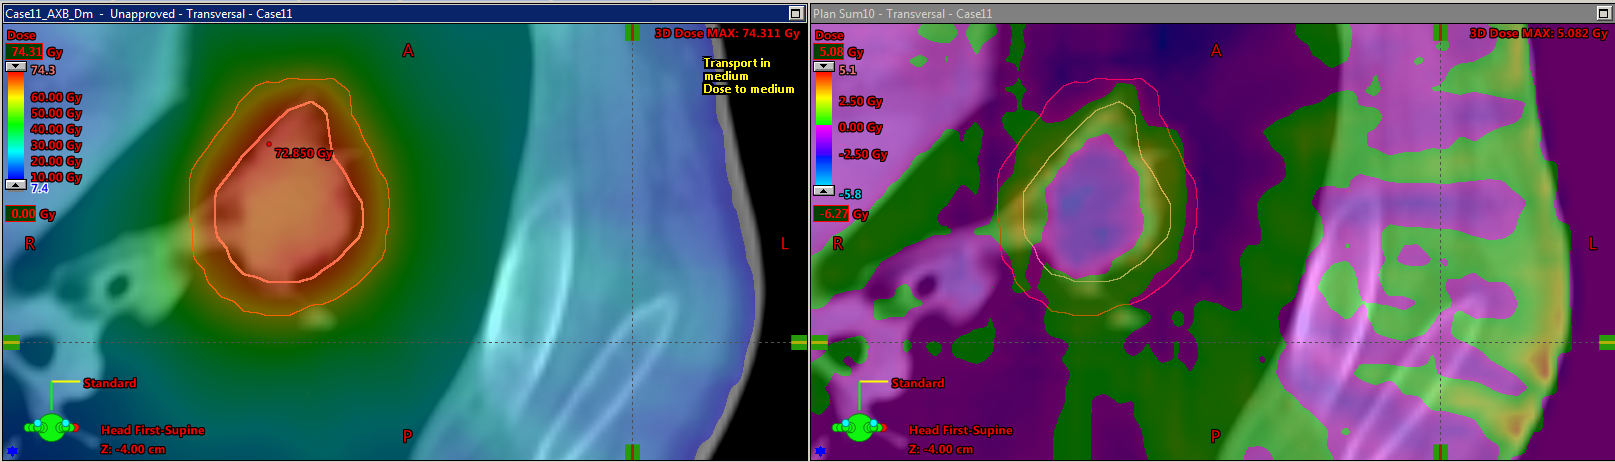 Case11_AXB_Dm - Unapproved - Transversal - Case11
Dose
74.31 Gy
74.3
60.00 Gy
50.00 Gy
40.00 Gy
30.00 Gy
20.00 Gy
10.00 Gy
7.4
0.00 Gy
A
3D Dose MAX: 74.311 Gy
Transport in
medium
Dose to medium
72.850 Gy
R
L
Standard
Head First-Supine
Z: -4.00 cm
P
Plan Sum10 - Transversal - Case11
Dose
5.08 Gy
5.1
2.50 Gy
0.00 Gy
-2.50 Gy
-5.8
-6.27 Gy
A
3D Dose MAX: 5.082 Gy
R
L
Standard
Head First-Supine
Z: -4.00 cm
P